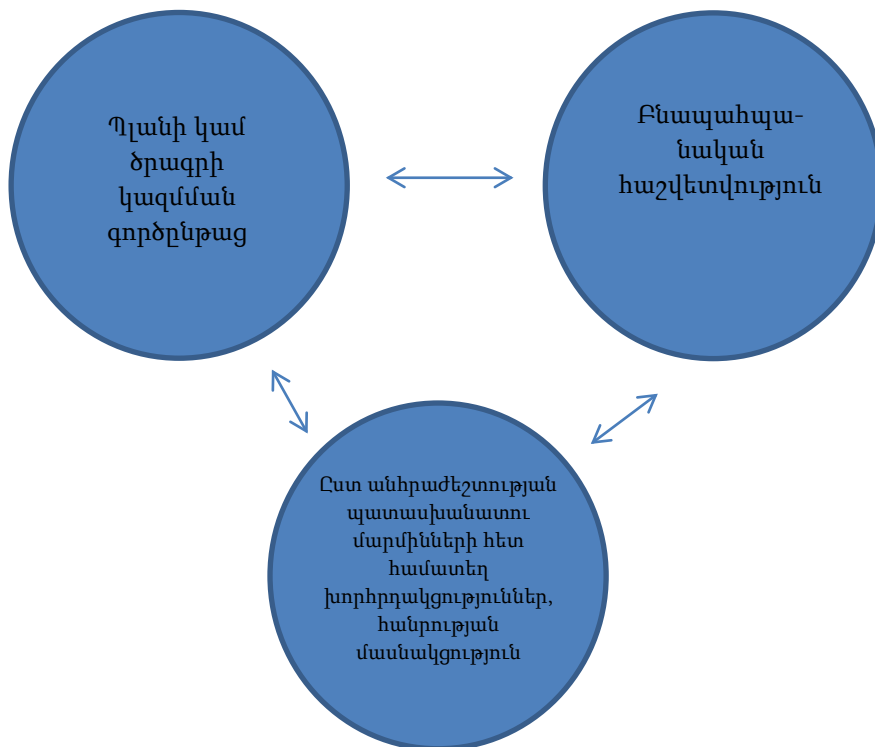 Պլանի կամ
ծրագրի
կազմման
գործընթաց
Բնապահպա-
նական
հաշվետվություն
Ըստ անհրաժեշտության
պատասխանատու
մարմինների հետ
համատեղ
խորհրդակցություններ,
հանրության
մասնակցություն